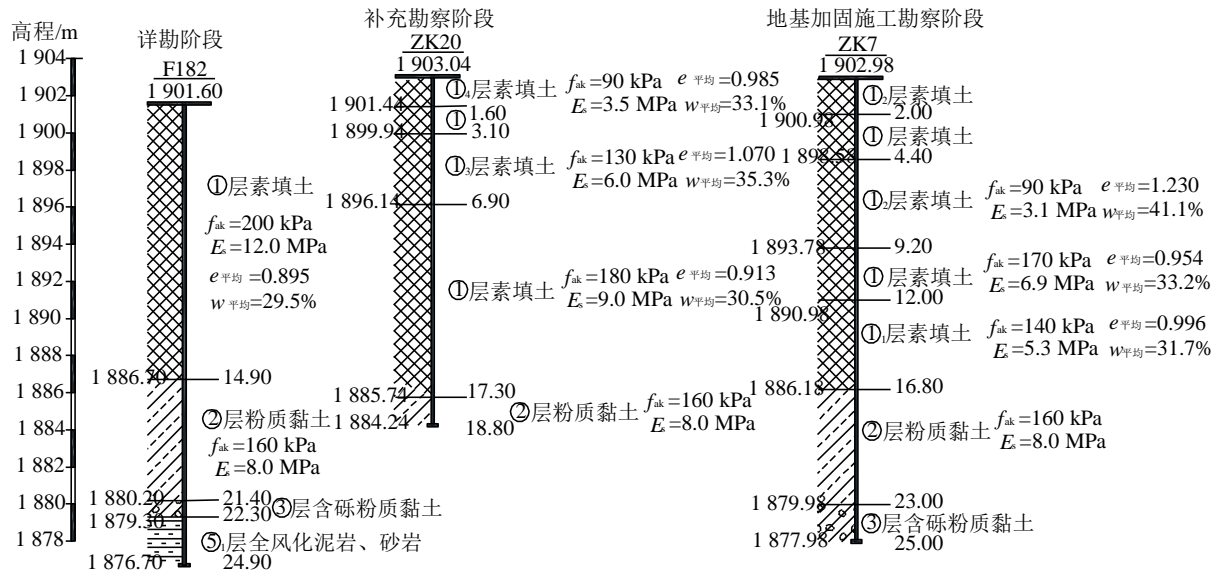 高程/m
1 904
1 902
1 900
1 898
1 896
1 894
1 892
1 890
1 888
1 886
1 884
1 882
1 880
1 878
详勘阶段
F182
1 901.60
①层素填土
fak=200 kPa
Es=12.0 MPa
e平均=0.895
w平均=29.5%
1 886.70
14.90
②层粉质黏土
fak=160 kPa
Es=8.0 MPa
1 880.20
21.40
③层含砾粉质黏土
1 879.30
22.30
⑤1层全风化泥岩、砂岩
1 876.70
24.90
补充勘察阶段
ZK20
1 903.04
①4层素填土 fak=90 kPa e平均=0.985
Es=3.5 MPa w平均=33.1%
1 901.44
1.60
①
1 899.94
3.10
①3层素填土 fak=130 kPa e平均=1.070
Es=6.0 MPa w平均=35.3%
1 896.14
6.90
①层素填土 fak=180 kPa e平均=0.913
Es=9.0 MPa w平均=30.5%
1 885.74
17.30
②层粉质黏土 fak=160 kPa
Es=8.0 MPa
1 884.24
18.80
地基加固施工勘察阶段
ZK7
1 902.98
①2层素填土
1 900.98
2.00
①层素填土
1 898.58
4.40
①2层素填土 fak=90 kPa e平均=1.230
Es=3.1 MPa w平均=41.1%
1 893.78
9.20
①层素填土 fak=170 kPa e平均=0.954
Es=6.9 MPa w平均=33.2%
1 890.98
12.00
①1层素填土 fak=140 kPa e平均=0.996
Es=5.3 MPa w平均=31.7%
1 886.18
16.80
②层粉质黏土 fak=160 kPa
Es=8.0 MPa
1 879.98
23.00
③层含砾粉质黏土
1 877.98
25.00